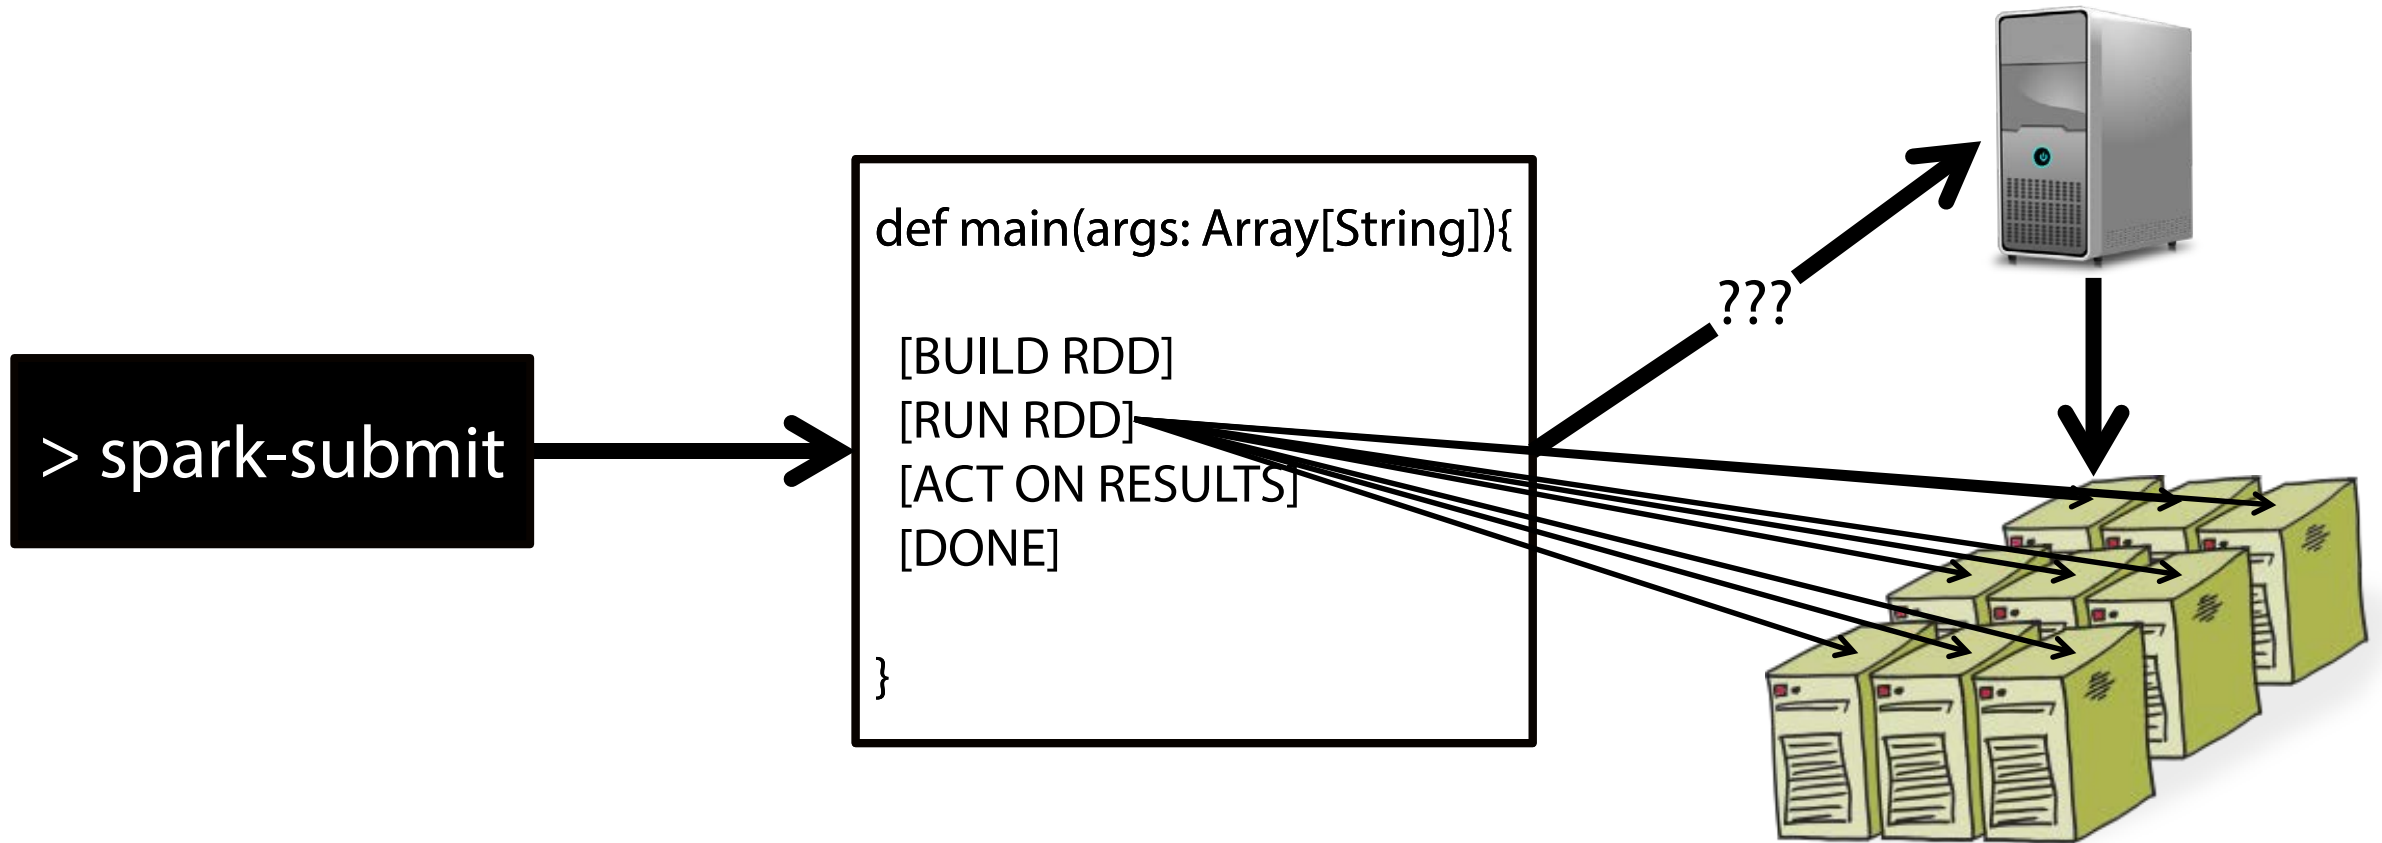 > spark-submit
def main(args: Array[String]){
[BUILD RDD]
[RUN RDD]
[ACT ON RESULTS]
[DONE]
}
???